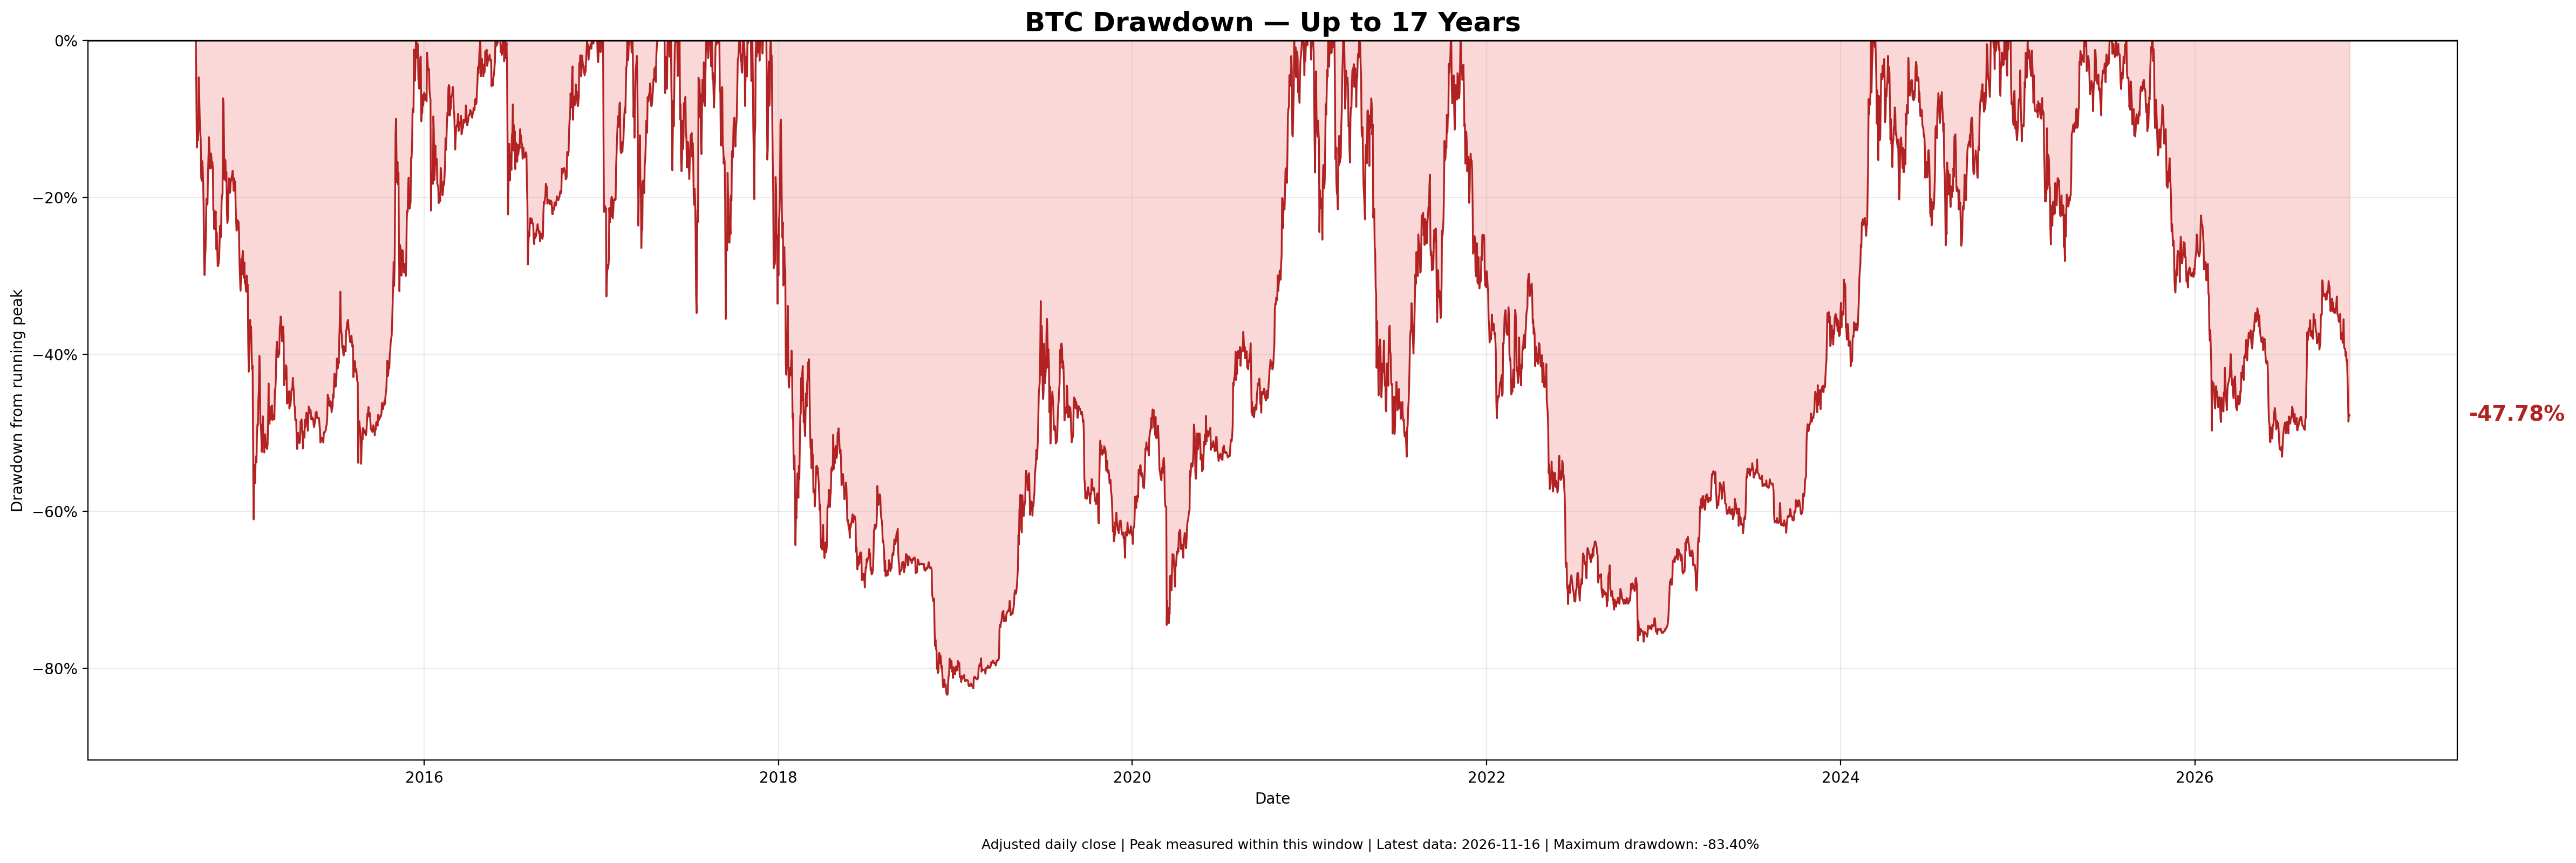 BTC Drawdown — Up to 17 Years
0%
−20%
−40%
−60%
−80%
Drawdown from running peak
-47.78%
2016 2018 2020 2022 2024 2026
Date
Adjusted daily close | Peak measured within this window | Latest data: 2026-11-16 | Maximum drawdown: -83.40%